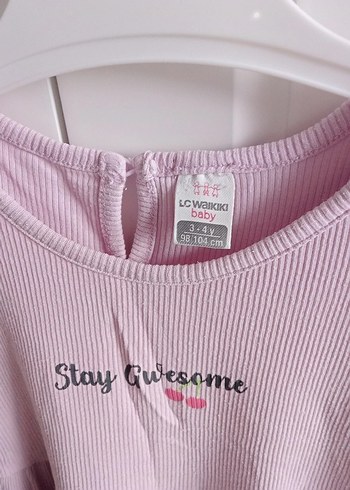 LC WAIKIKI
baby
3 - 4 y
98 104 cm
Stay Awesome